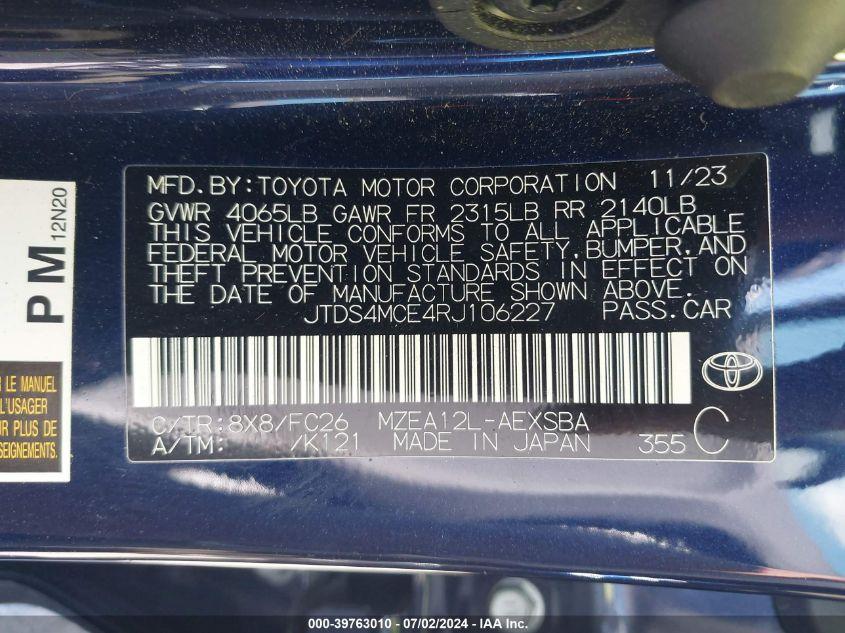 MFD.BY:TOYOTA MOTOR CORPORATION 11/23
GVWR 4065LB GAWR FR 2315LB RR 2140LB
THIS VEHICLE CONFORMS TO ALL APPLICABLE
FEDERAL MOTOR VEHICLE SAFETY,BUMPER,AND
THEFT PREVENTION STANDARDS IN EFFECT ON
THE DATE OF MANUFACTURE SHOWN ABOVE.
JTDS4MCE4RJ106227 PASS.CAR
C/TR:8X8/FC26 MZEA12L-AEXSBA
A/TM: /K121 MADE IN JAPAN 355 C
PM 12N20
LE MANUEL
L'USAGER
UR PLUS DE
SEIGNEMENTS.
000-39763010 - 07/02/2024 - IAA Inc.